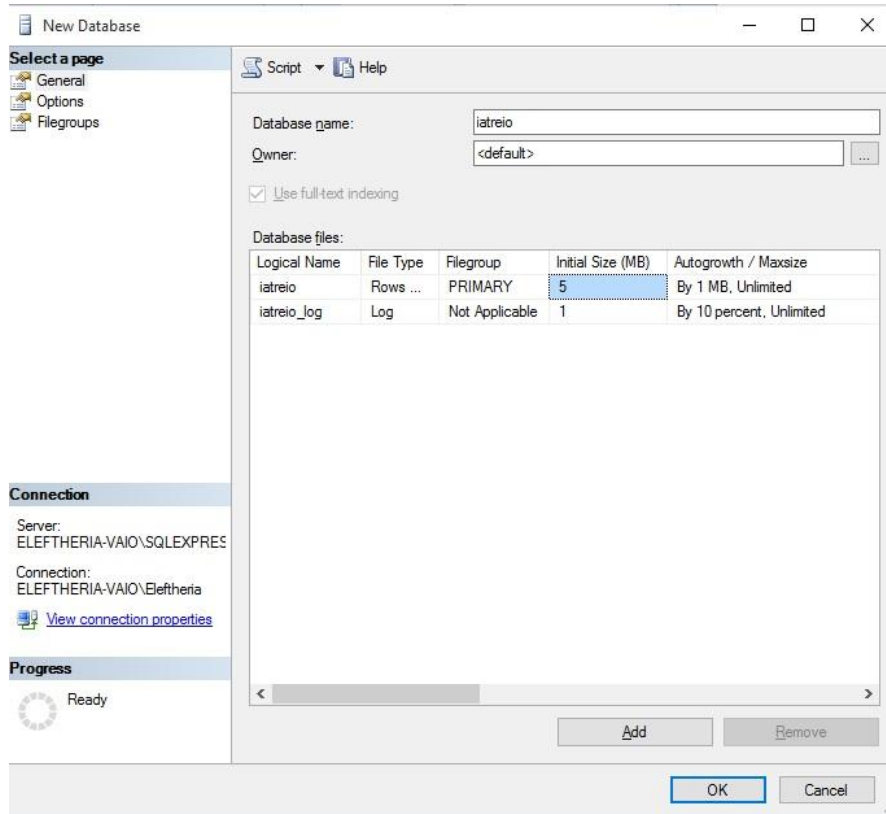 New Database
Select a page
General
Options
Filegroups
Script Help
Database name: iatreio
Owner: <default> ...
Use full-text indexing
Database files:
Logical Name File Type Filegroup Initial Size (MB) Autogrowth / Maxsize
iatreio Rows ... PRIMARY 5 By 1 MB, Unlimited
iatreio_log Log Not Applicable 1 By 10 percent, Unlimited
Connection
Server:
ELEFTHERIA-VAIO\SQLEXPRES
Connection:
ELEFTHERIA-VAIO\Eleftheria
View connection properties
Progress
Ready
Add Remove
OK Cancel